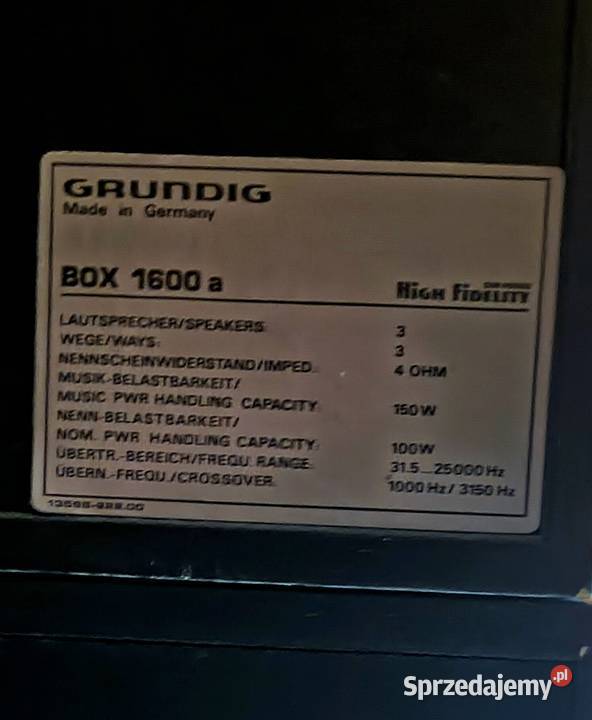 GRUNDIG
Made in Germany
BOX 1600 a
HIGH FIDELITY
LAUTSPRECHER/SPEAKERS: 3
WEGE/WAYS: 3
NENNSCHEINWIDERSTAND/IMPED.: 4 OHM
MUSIK-BELASTBARKEIT/
MUSIC PWR HANDLING CAPACITY: 150 W
NENN-BELASTBARKEIT/
NOM. PWR HANDLING CAPACITY: 100W
ÜBERTR.-BEREICH/FREQU. RANGE: 31.5...25000 Hz
ÜBERN.-FREQU./CROSSOVER: 1000 Hz / 3150 Hz
Sprzedajemy.pl